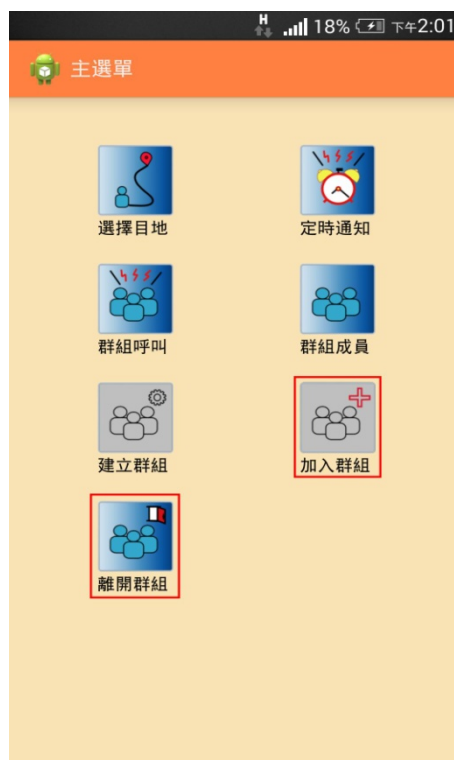 H 18% 下午2:01
主選單
選擇目地 定時通知
群組呼叫 群組成員
建立群組 加入群組
離開群組